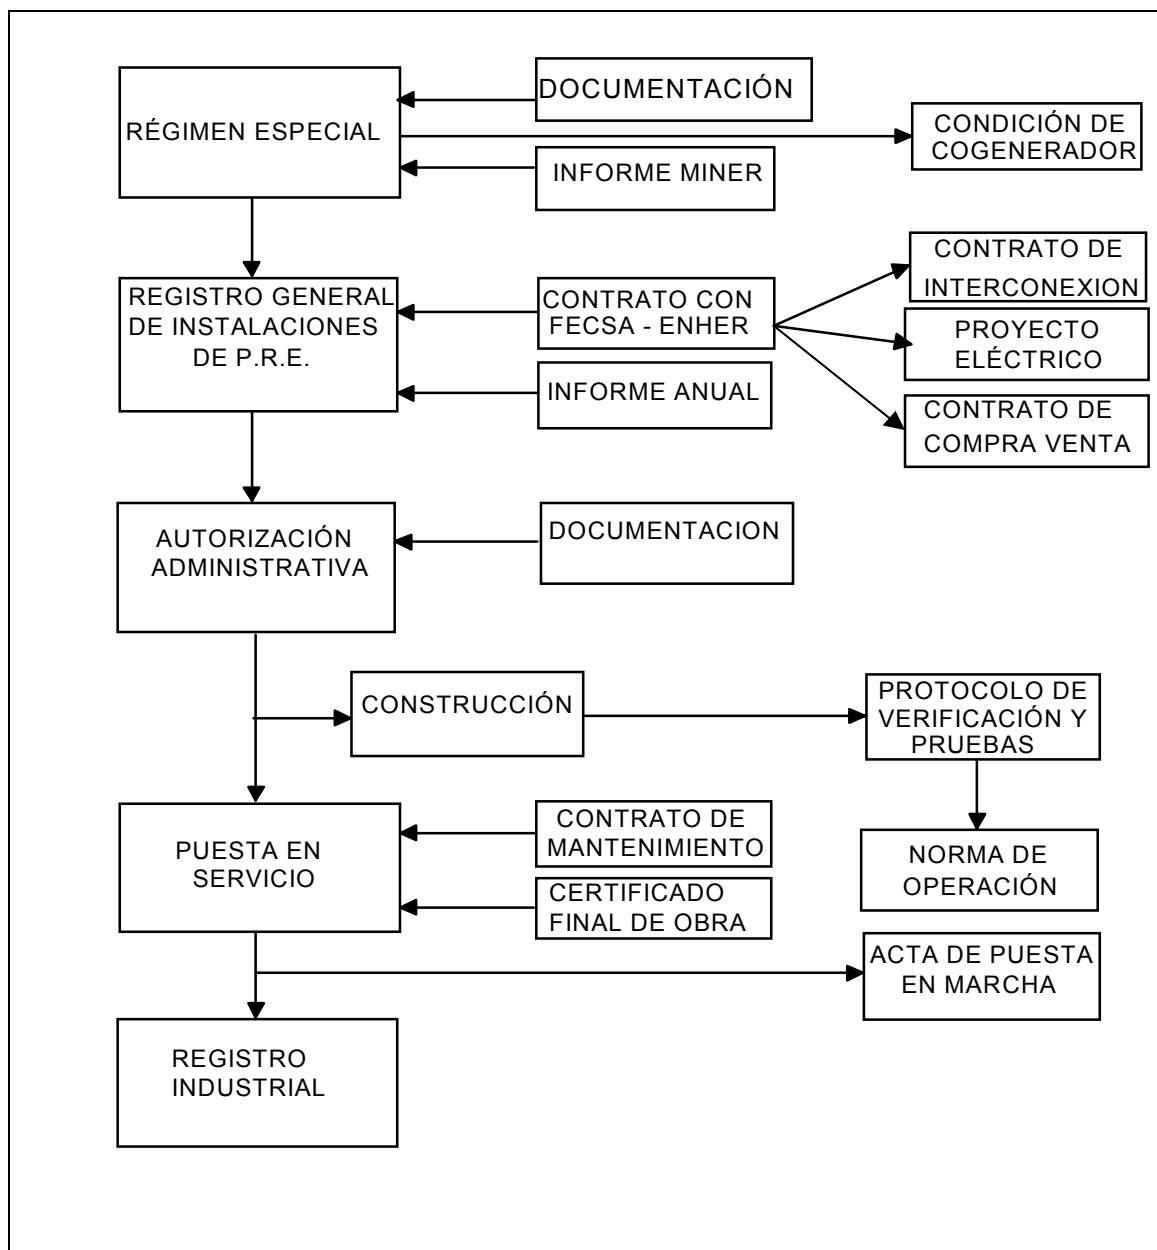 DOCUMENTACIÓN
RÉGIMEN ESPECIAL
CONDICIÓN DE
COGENERADOR
INFORME MINER
REGISTRO GENERAL
DE INSTALACIONES
DE P.R.E.
CONTRATO CON
FECSA - ENHER
CONTRATO DE
INTERCONEXION
PROYECTO
ELÉCTRICO
INFORME ANUAL
CONTRATO DE
COMPRA VENTA
AUTORIZACIÓN
ADMINISTRATIVA
DOCUMENTACION
CONSTRUCCIÓN
PROTOCOLO DE
VERIFICACIÓN Y
PRUEBAS
PUESTA EN
SERVICIO
CONTRATO DE
MANTENIMIENTO
NORMA DE
OPERACIÓN
CERTIFICADO
FINAL DE OBRA
ACTA DE PUESTA
EN MARCHA
REGISTRO
INDUSTRIAL